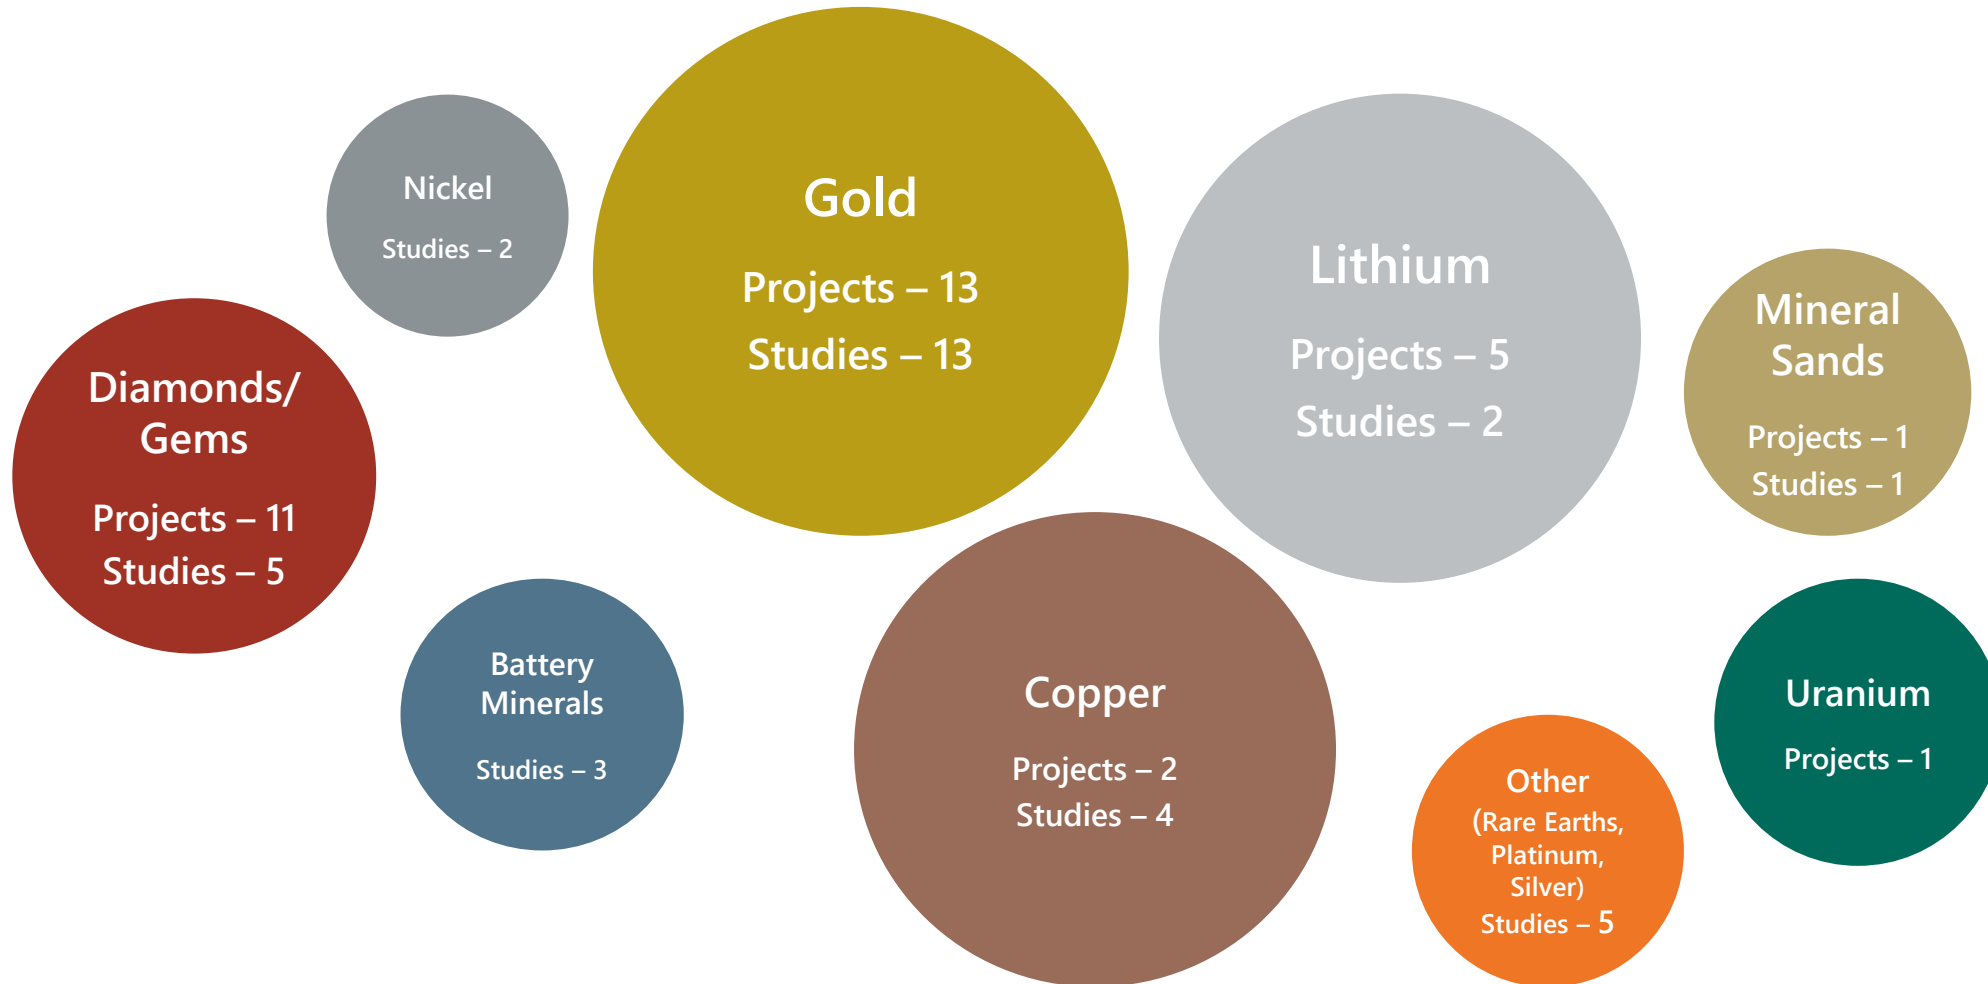 Nickel
Studies – 2
Gold
Projects – 13
Studies – 13
Lithium
Projects – 5
Studies – 2
Mineral
Sands
Projects – 1
Studies – 1
Diamonds/
Gems
Projects – 11
Studies – 5
Battery
Minerals
Studies – 3
Copper
Projects – 2
Studies – 4
Other
(Rare Earths,
Platinum,
Silver)
Studies – 5
Uranium
Projects – 1